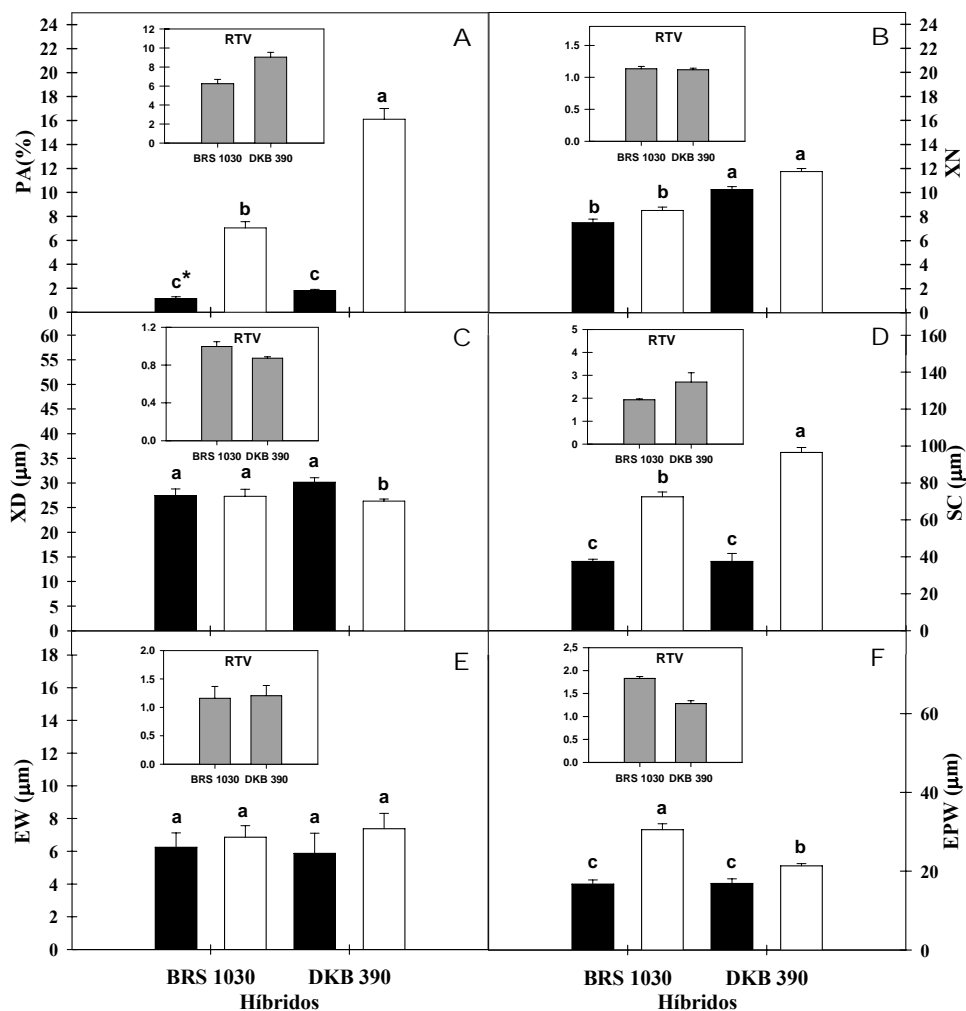 24
22
20
18
16
14
12
10
8
6
4
2
0
PA(%)
RTV
12
10
8
6
4
2
0
BRS 1030 DKB 390
A
c*
b
c
a
RTV
1.5
1.0
0.5
0.0
BRS 1030 DKB 390
B
b
b
a
a
24
22
20
18
16
14
12
10
8
6
4
2
0
XN
60
55
50
45
40
35
30
25
20
15
10
5
0
XD (µm)
RTV
1.2
0.8
0.4
0.0
BRS 1030 DKB 390
C
a
a
a
b
RTV
5
4
3
2
1
0
BRS 1030 DKB 390
D
c
b
c
a
160
140
120
100
80
60
40
20
0
SC (µm)
18
16
14
12
10
8
6
4
2
0
EW (µm)
RTV
2.0
1.5
1.0
0.5
0.0
BRS 1030 DKB 390
E
a
a
a
a
RTV
2,5
2,0
1,5
1,0
0,5
0,0
BRS 1030 DKB 390
F
c
a
c
b
60
40
20
0
EPW (µm)
BRS 1030 DKB 390
Híbridos
BRS 1030 DKB 390
Híbridos